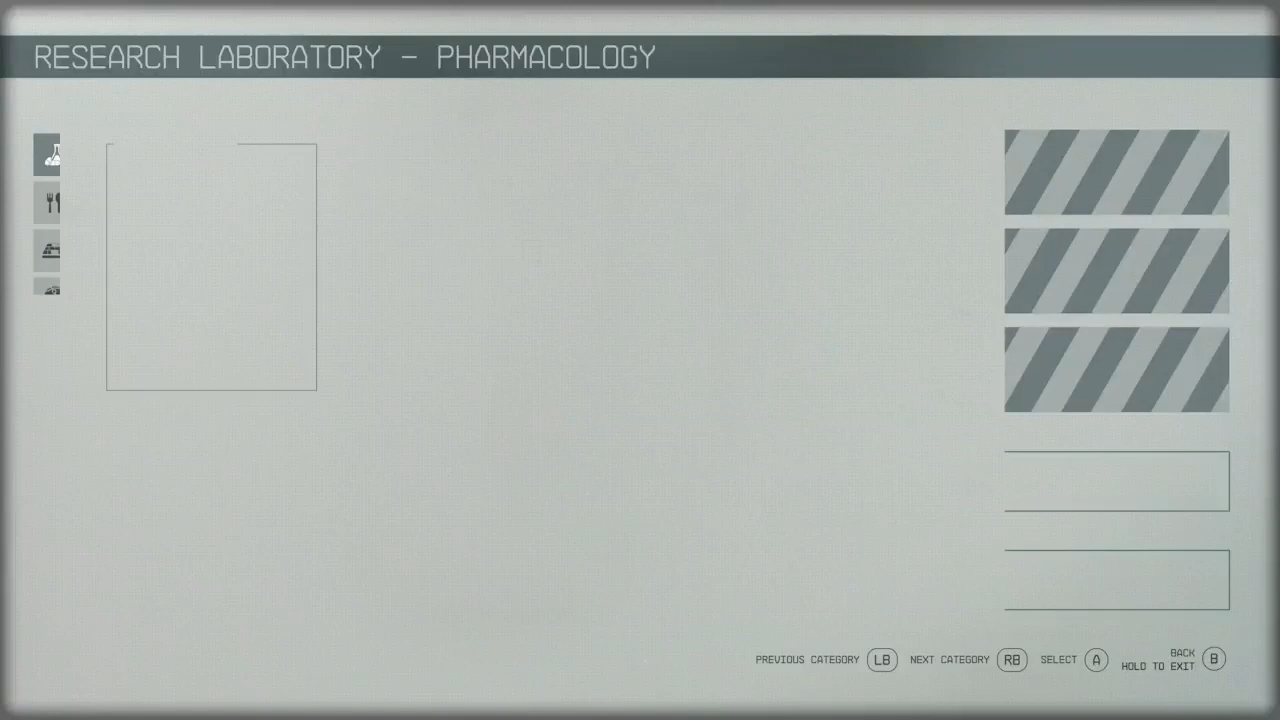 RESEARCH LABORATORY - PHARMACOLOGY
PREVIOUS CATEGORY LB NEXT CATEGORY RB SELECT A BACK B
HOLD TO EXIT